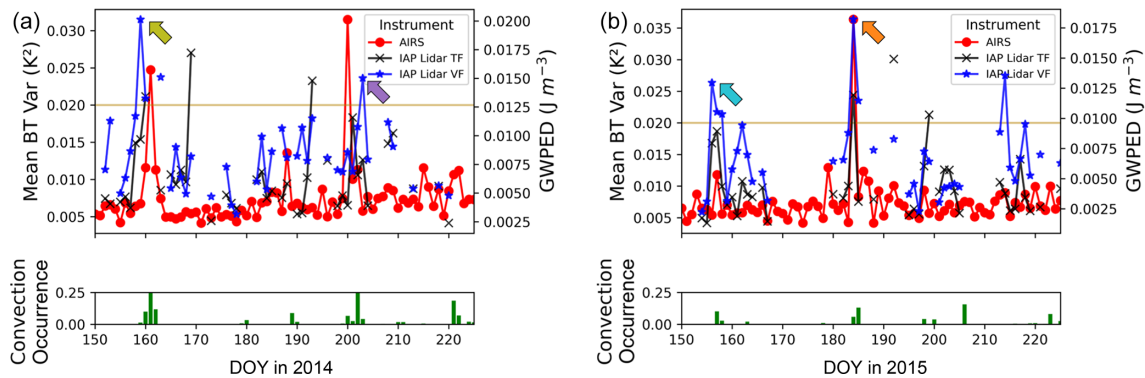 (a)
Mean BT Var (K²)
0.030
0.025
0.020
0.015
0.010
0.005
Instrument
AIRS
IAP Lidar TF
IAP Lidar VF
0.0200
0.0175
0.0150
0.0125
0.0100
0.0075
0.0050
0.0025
GWPED (J m⁻³)
Convection
Occurrence
0.25
0.00
150 160 170 180 190 200 210 220
DOY in 2014
(b)
Mean BT Var (K²)
0.035
0.030
0.025
0.020
0.015
0.010
0.005
Instrument
AIRS
IAP Lidar TF
IAP Lidar VF
0.0175
0.0150
0.0125
0.0100
0.0075
0.0050
0.0025
GWPED (J m⁻³)
Convection
Occurrence
0.25
0.00
150 160 170 180 190 200 210 220
DOY in 2015